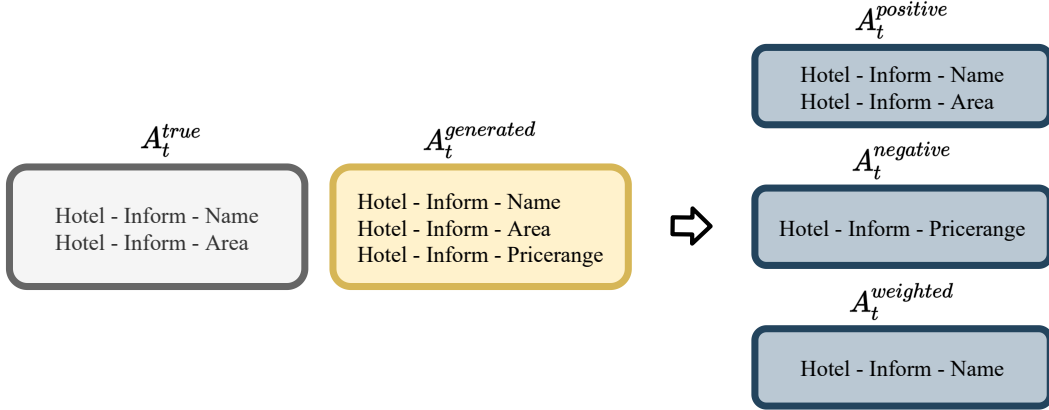 A_t^{true}
Hotel - Inform - Name
Hotel - Inform - Area
A_t^{generated}
Hotel - Inform - Name
Hotel - Inform - Area
Hotel - Inform - Pricerange
A_t^{positive}
Hotel - Inform - Name
Hotel - Inform - Area
A_t^{negative}
Hotel - Inform - Pricerange
A_t^{weighted}
Hotel - Inform - Name